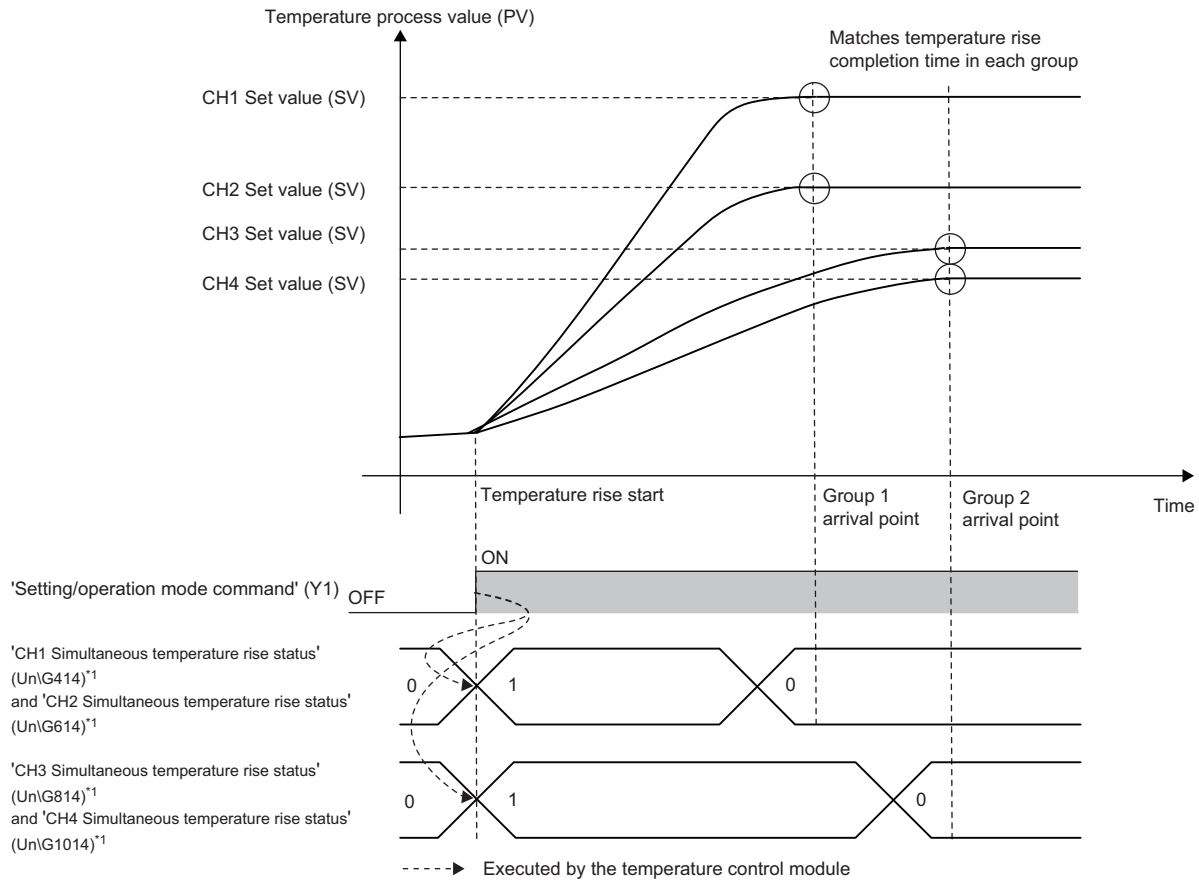 Temperature process value (PV)
Matches temperature rise
completion time in each group
CH1 Set value (SV)
CH2 Set value (SV)
CH3 Set value (SV)
CH4 Set value (SV)
Temperature rise start
Group 1
arrival point
Group 2
arrival point
Time
ON
'Setting/operation mode command' (Y1)
OFF
'CH1 Simultaneous temperature rise status'
(Un\G414)*1
and 'CH2 Simultaneous temperature rise status'
(Un\G614)*1
0
1
0
'CH3 Simultaneous temperature rise status'
(Un\G814)*1
and 'CH4 Simultaneous temperature rise status'
(Un\G1014)*1
0
1
0
Executed by the temperature control module